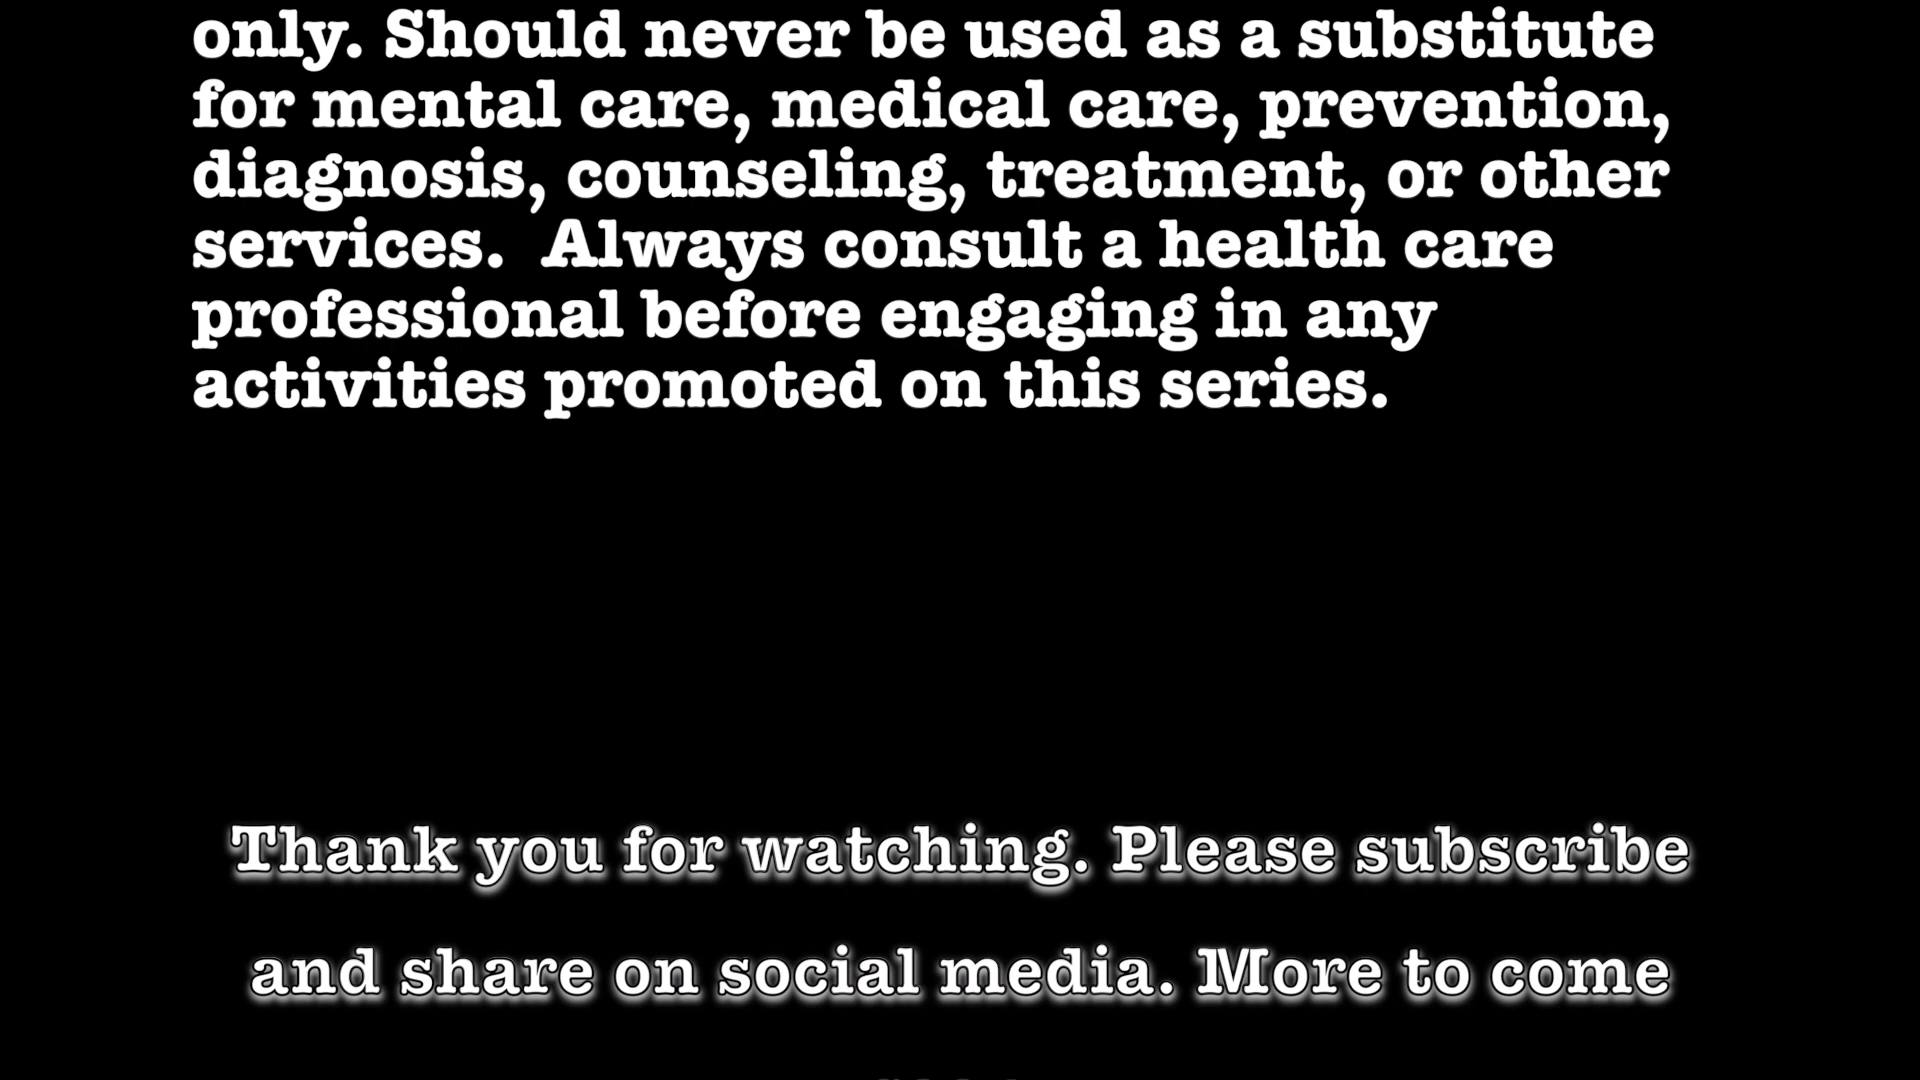 only. Should never be used as a substitute
for mental care, medical care, prevention,
diagnosis, counseling, treatment, or other
services.  Always consult a health care
professional before engaging in any
activities promoted on this series.
Thank you for watching. Please subscribe
and share on social media. More to come